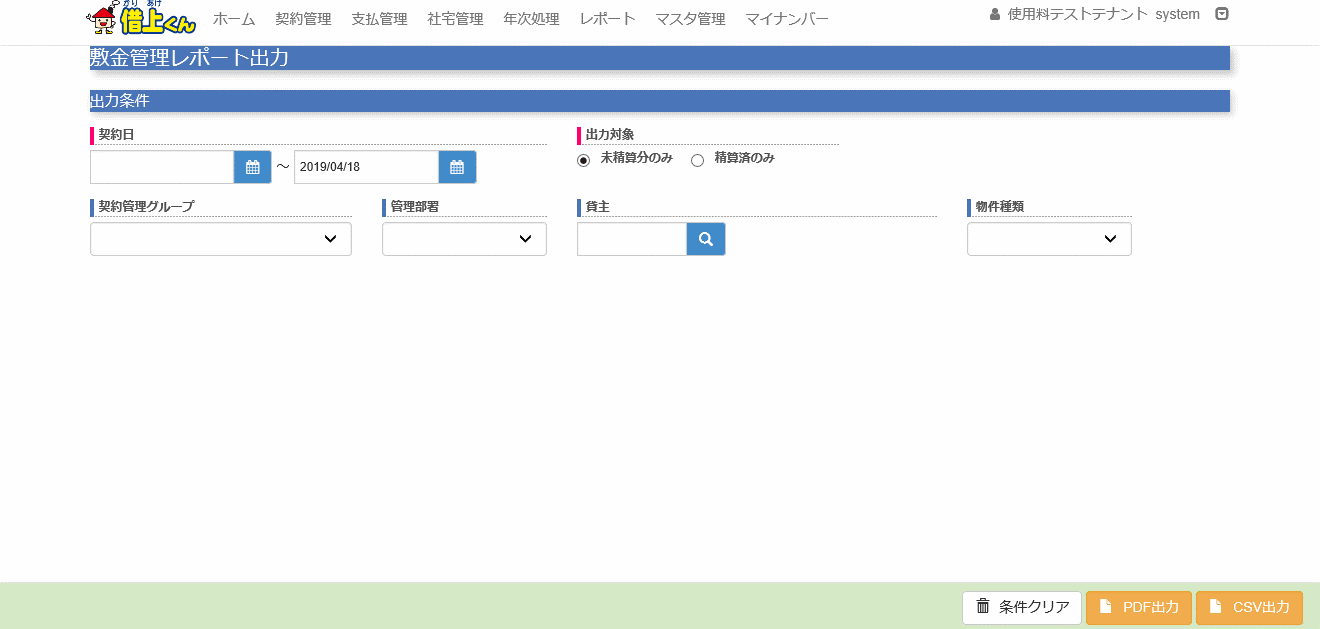 かり あげ
借上くん ホーム 契約管理 支払管理 社宅管理 年次処理 レポート マスタ管理 マイナンバー 使用料テストテナント system
敷金管理レポート出力
出力条件
契約日 出力対象
～ 2019/04/18 未精算分のみ 精算済のみ
契約管理グループ 管理部署 貸主 物件種類
条件クリア PDF出力 CSV出力